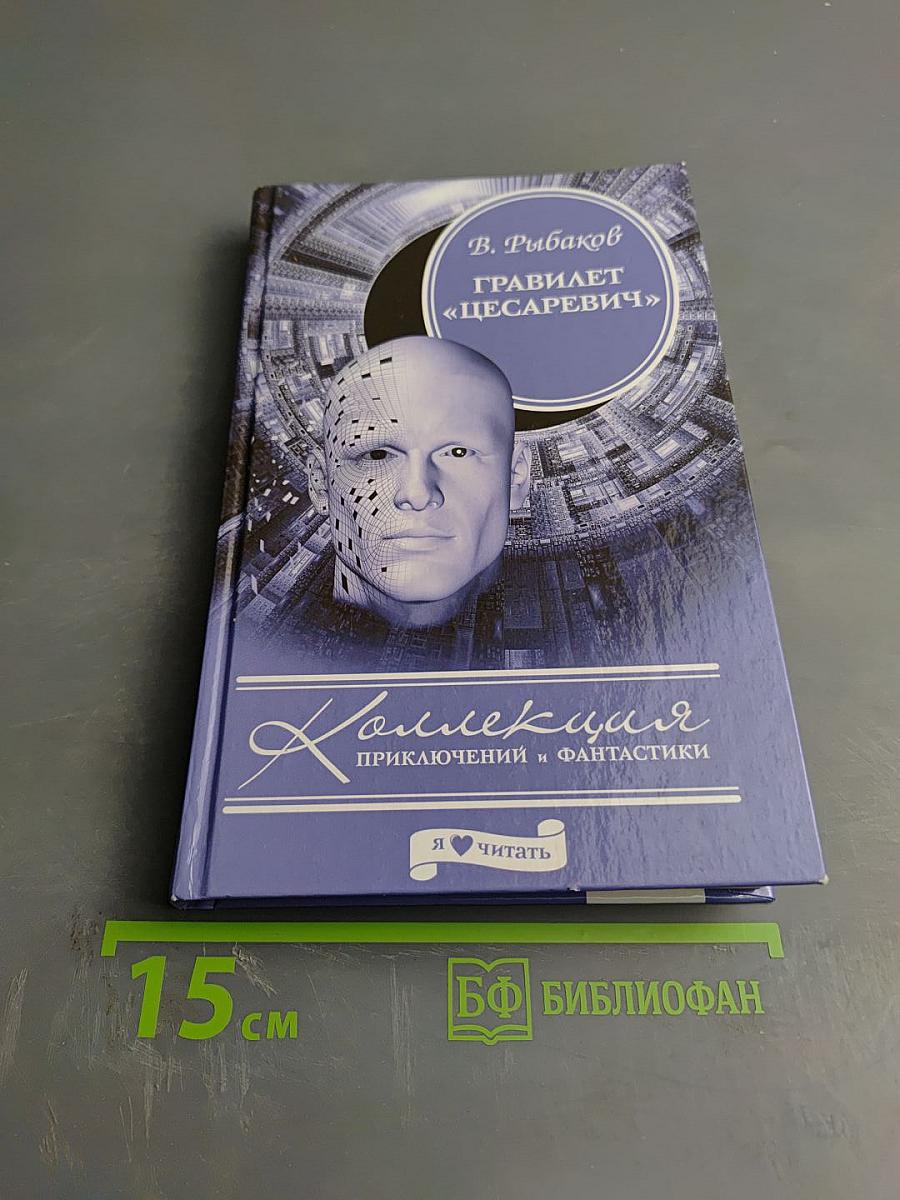 В. Рыбаков
ГРАВИЛЕТ
«ЦЕСАРЕВИЧ»
Коллекция
ПРИКЛЮЧЕНИЙ и ФАНТАСТИКИ
я ♥ читать
15 см
БФ БИБЛИОФАН